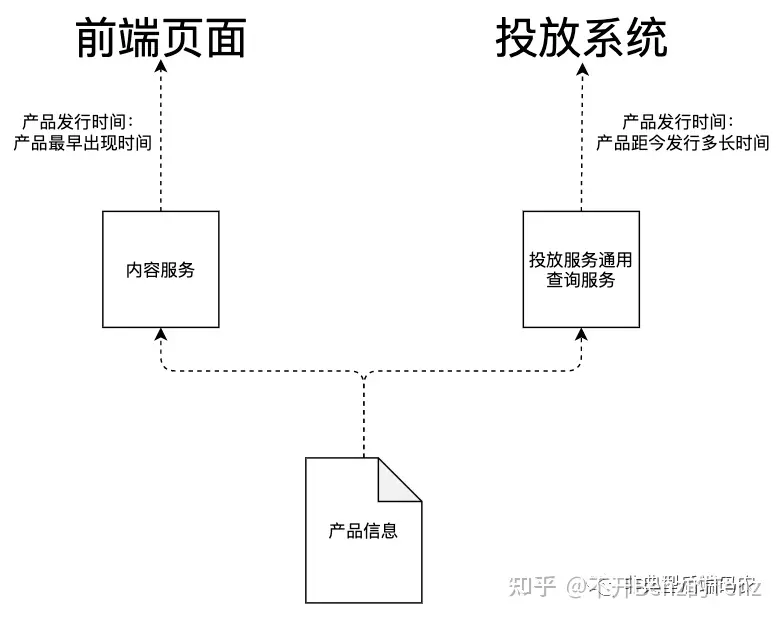 前端页面
投放系统
产品发行时间：
产品最早出现时间
产品发行时间：
产品距今发行多长时间
内容服务
投放服务通用
查询服务
产品信息
知乎